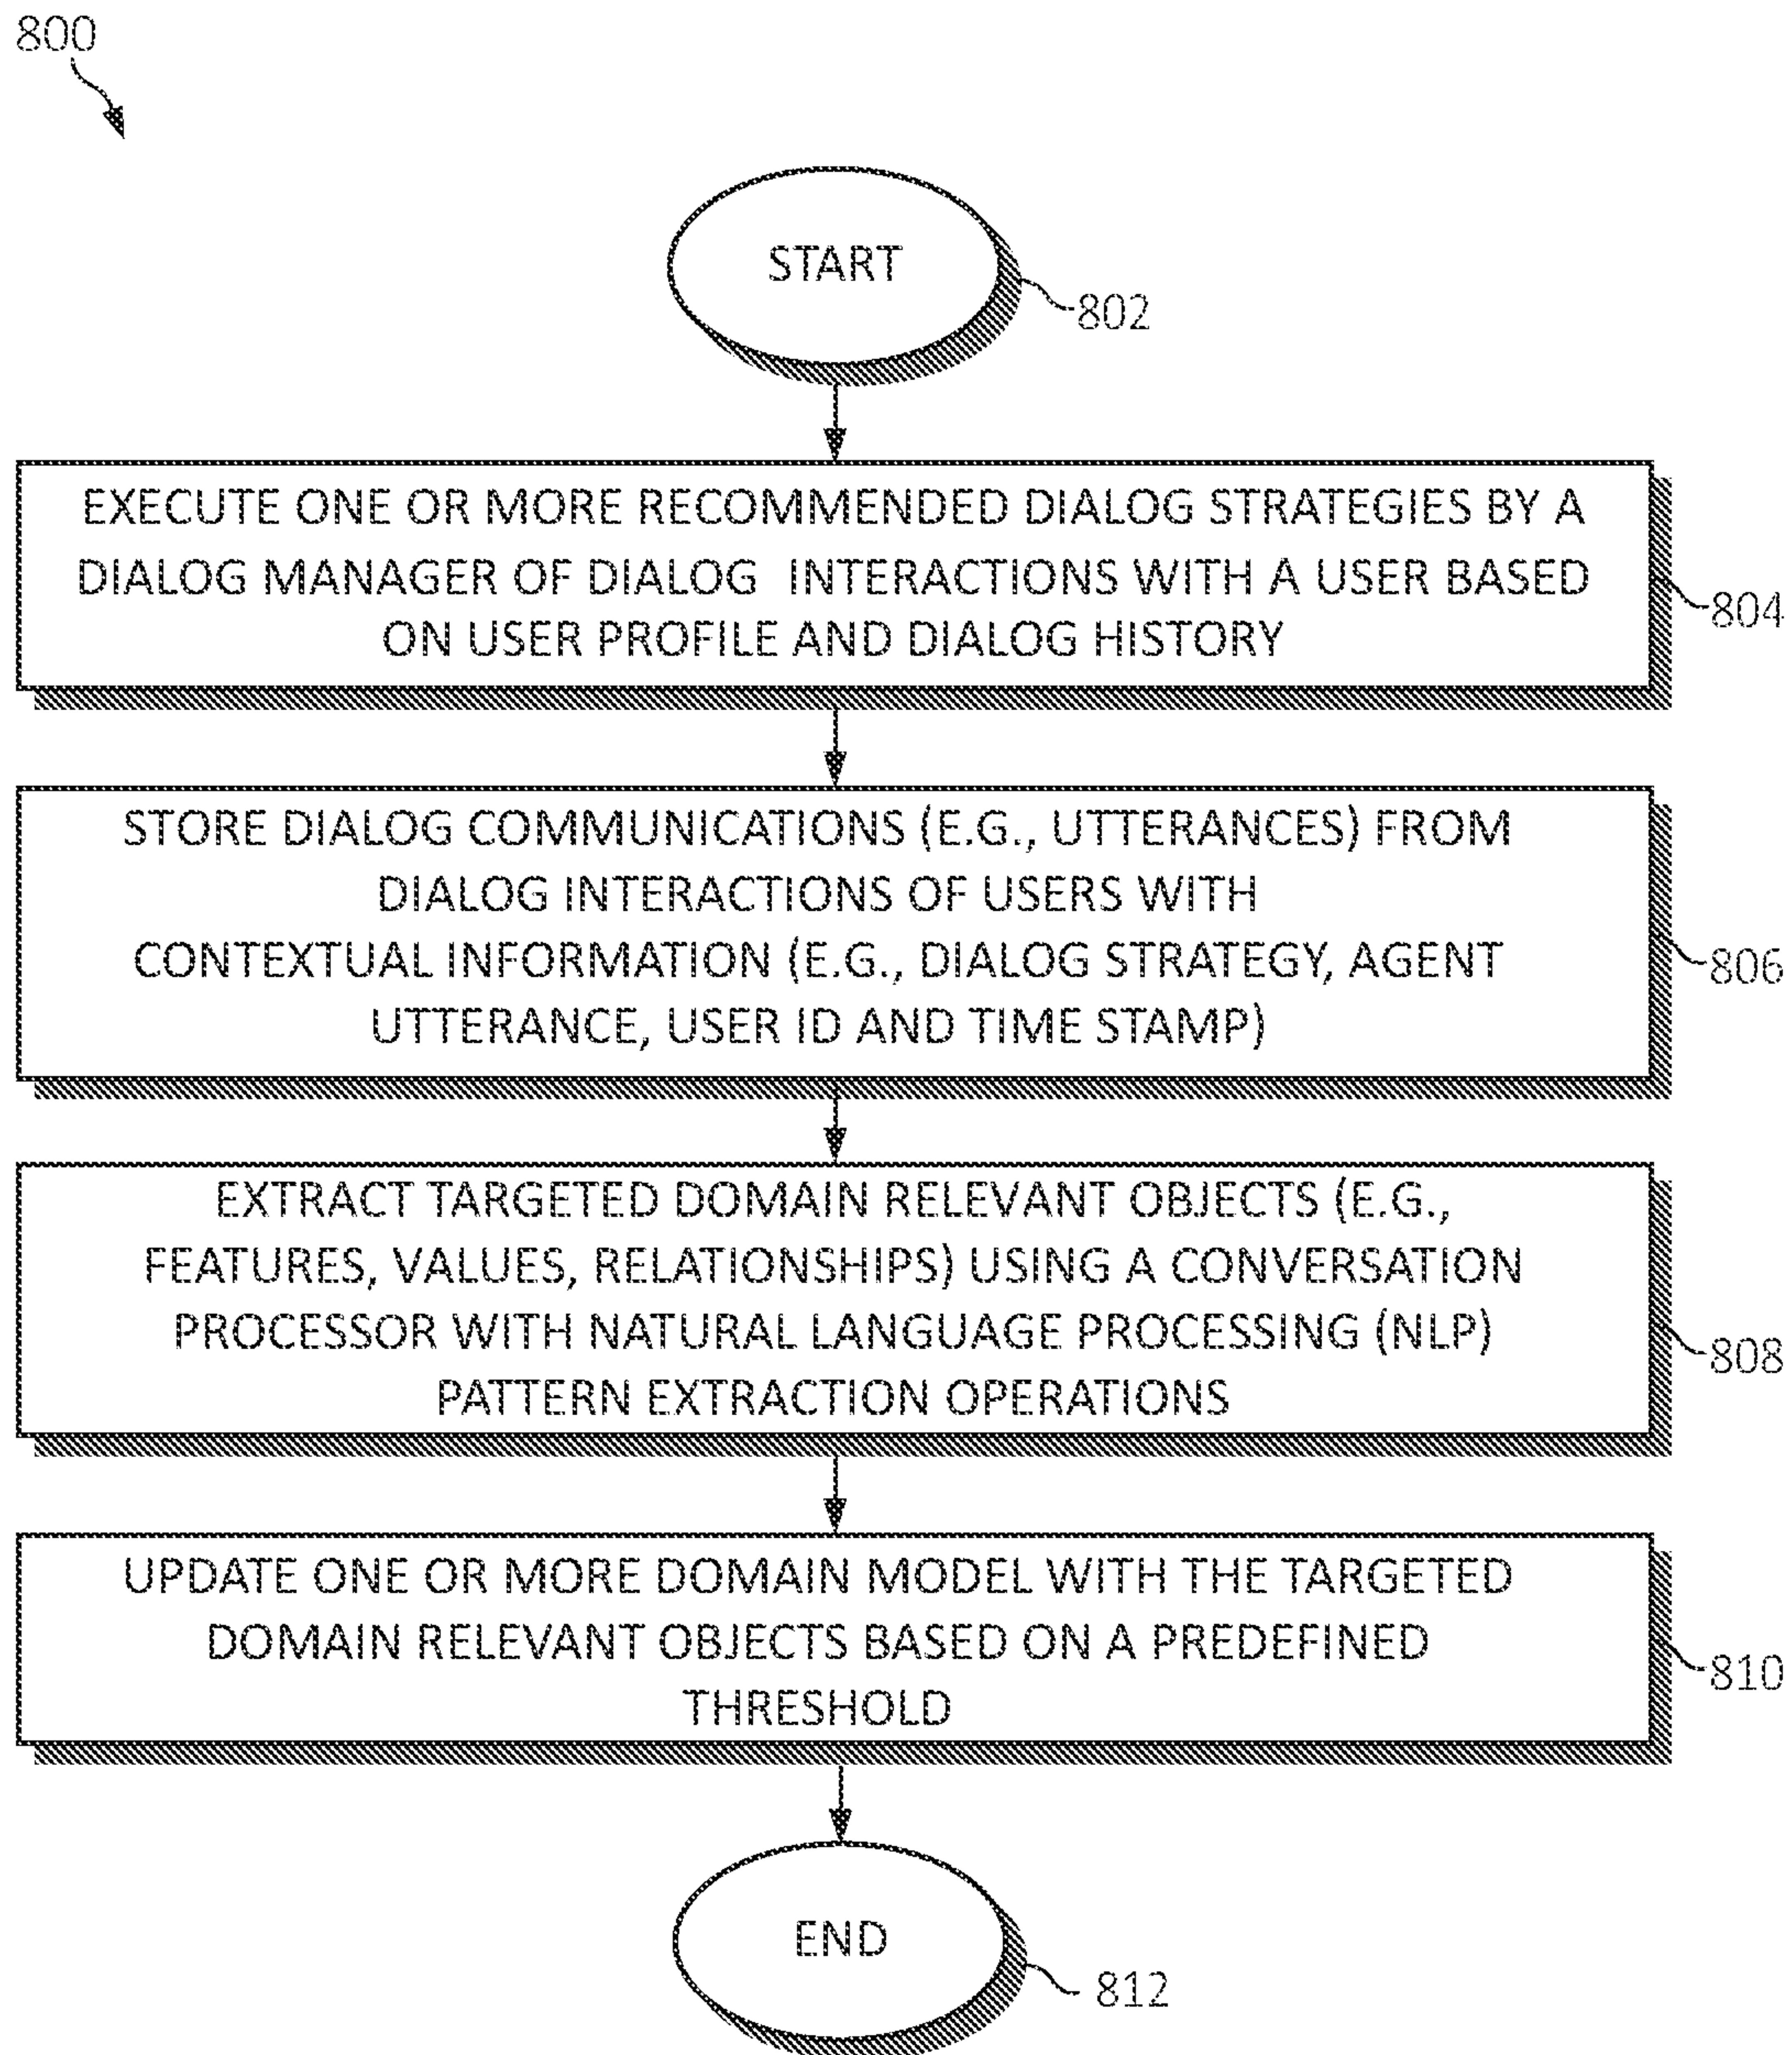 800
START
802
EXECUTE ONE OR MORE RECOMMENDED DIALOG STRATEGIES BY A
DIALOG MANAGER OF DIALOG INTERACTIONS WITH A USER BASED
ON USER PROFILE AND DIALOG HISTORY
804
STORE DIALOG COMMUNICATIONS (E.G., UTTERANCES) FROM
DIALOG INTERACTIONS OF USERS WITH
CONTEXTUAL INFORMATION (E.G., DIALOG STRATEGY, AGENT
UTTERANCE, USER ID AND TIME STAMP)
806
EXTRACT TARGETED DOMAIN RELEVANT OBJECTS (E.G.,
FEATURES, VALUES, RELATIONSHIPS) USING A CONVERSATION
PROCESSOR WITH NATURAL LANGUAGE PROCESSING (NLP)
PATTERN EXTRACTION OPERATIONS
808
UPDATE ONE OR MORE DOMAIN MODEL WITH THE TARGETED
DOMAIN RELEVANT OBJECTS BASED ON A PREDEFINED
THRESHOLD
810
END
812